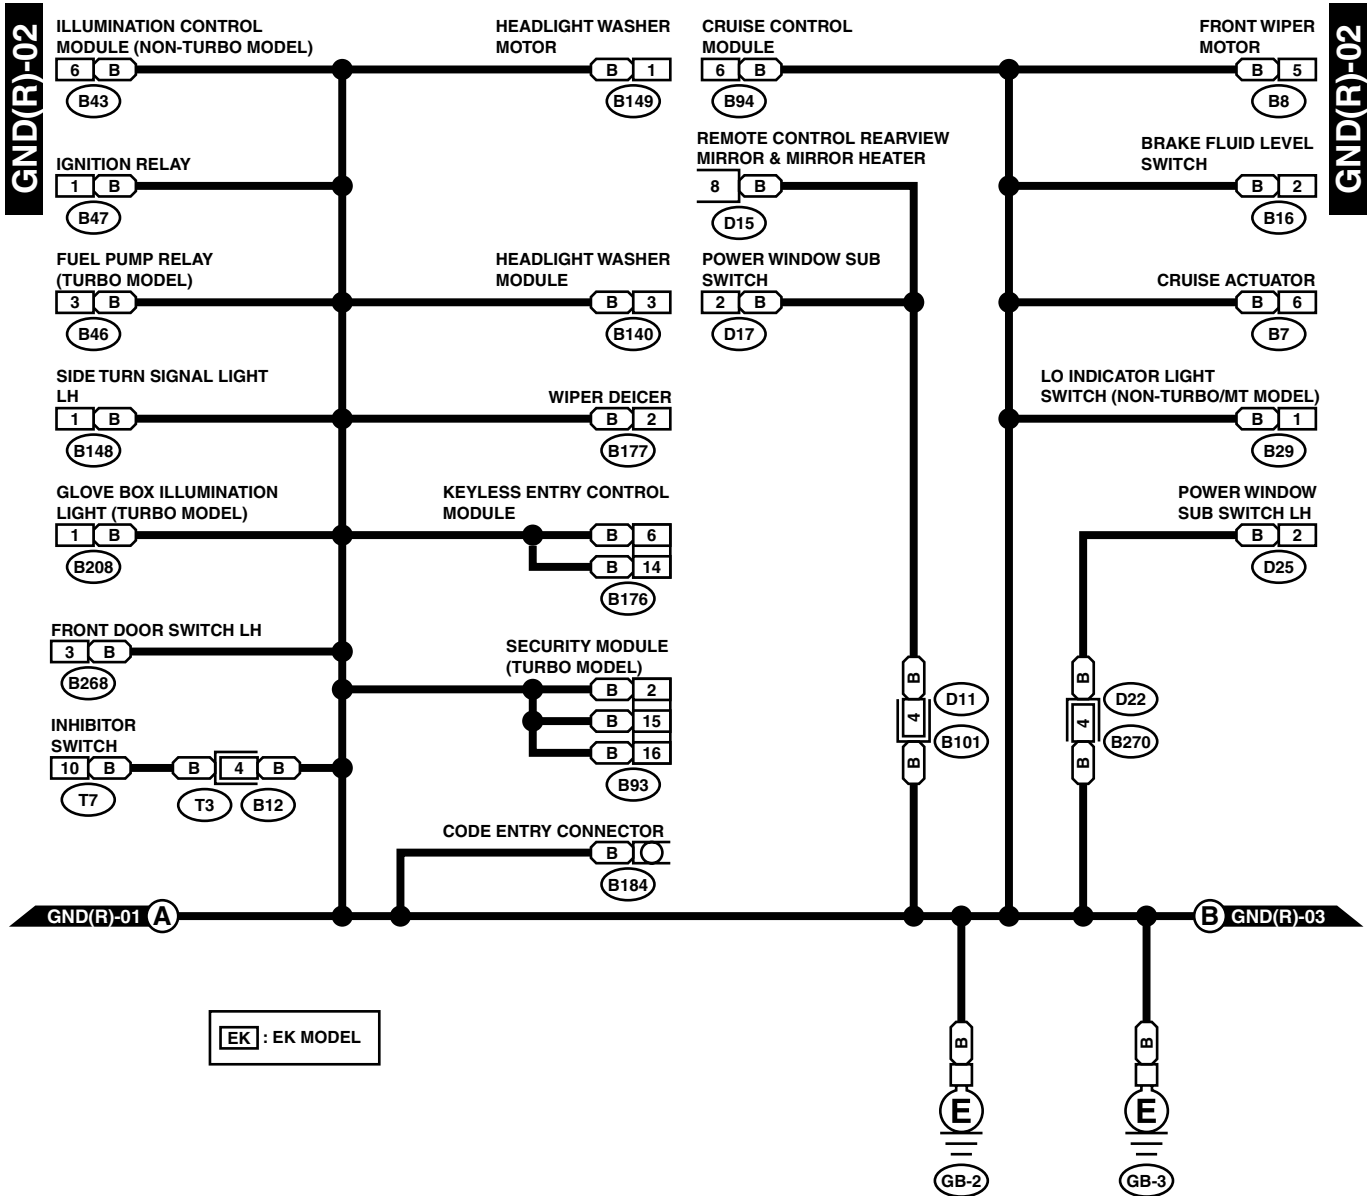 GND(R)-02
ILLUMINATION CONTROL
MODULE (NON-TURBO MODEL)
6 B
B43
HEADLIGHT WASHER
MOTOR
B 1
B149
CRUISE CONTROL
MODULE
6 B
B94
FRONT WIPER
MOTOR
B 5
B8
GND(R)-02
IGNITION RELAY
1 B
B47
REMOTE CONTROL REARVIEW
MIRROR & MIRROR HEATER
8 B
D15
BRAKE FLUID LEVEL
SWITCH
B 2
B16
FUEL PUMP RELAY
(TURBO MODEL)
3 B
B46
HEADLIGHT WASHER
MODULE
B 3
B140
POWER WINDOW SUB
SWITCH
2 B
D17
CRUISE ACTUATOR
B 6
B7
SIDE TURN SIGNAL LIGHT
LH
1 B
B148
WIPER DEICER
B 2
B177
LO INDICATOR LIGHT
SWITCH (NON-TURBO/MT MODEL)
B 1
B29
GLOVE BOX ILLUMINATION
LIGHT (TURBO MODEL)
1 B
B208
KEYLESS ENTRY CONTROL
MODULE
B 6
B 14
B176
POWER WINDOW
SUB SWITCH LH
B 2
D25
FRONT DOOR SWITCH LH
3 B
B268
SECURITY MODULE
(TURBO MODEL)
B 2
B 15
B 16
B93
B
4
B
D11
B101
B
4
B
D22
B270
INHIBITOR
SWITCH
10 B B 4 B
T7 T3 B12
CODE ENTRY CONNECTOR
B
B184
GND(R)-01 A
B GND(R)-03
EK : EK MODEL
B
E
GB-2
B
E
GB-3